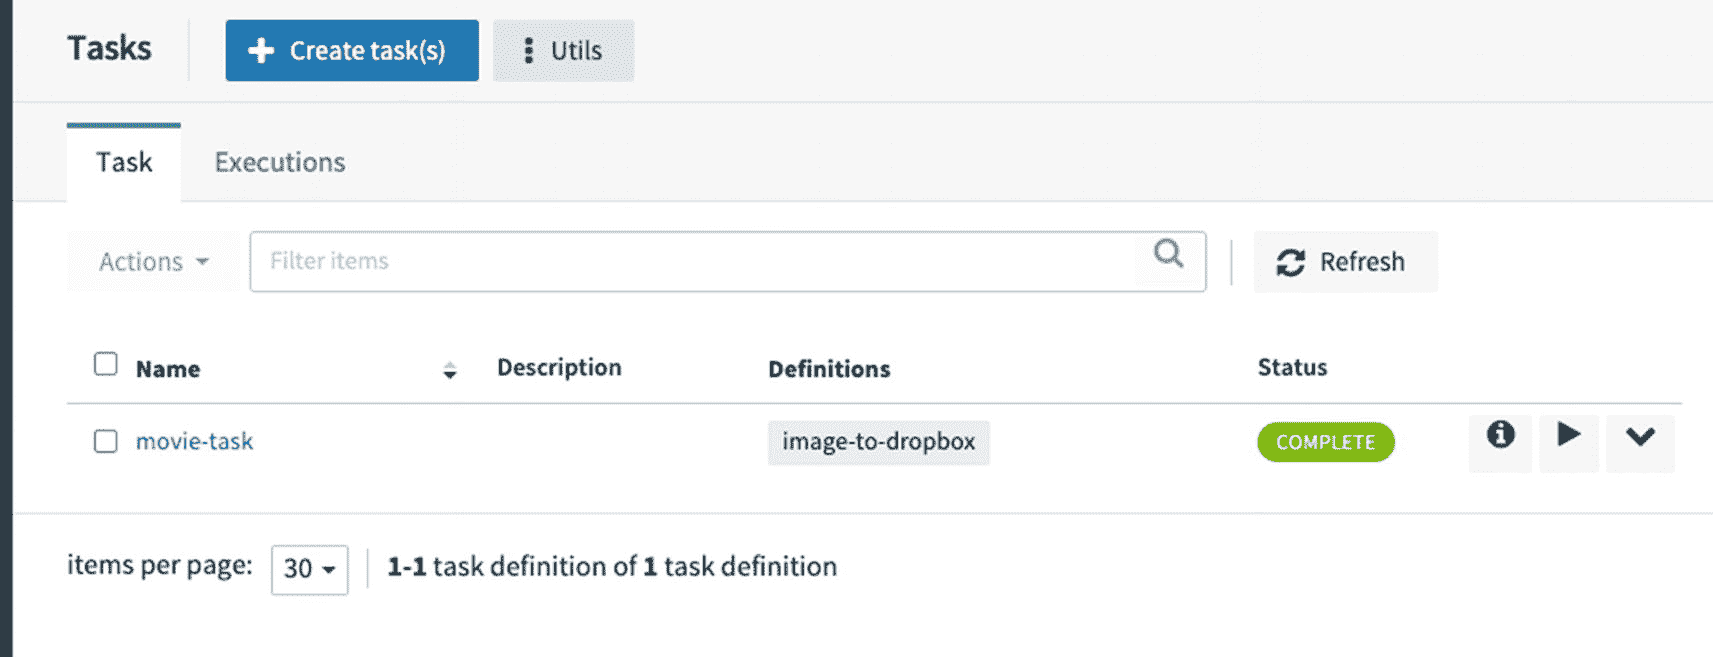 Tasks
Create task(s)
Utils
Task
Executions
Actions
Filter items
Refresh
Name
Description
Definitions
Status
movie-task
image-to-dropbox
COMPLETE
items per page:
30
1-1 task definition of 1 task definition